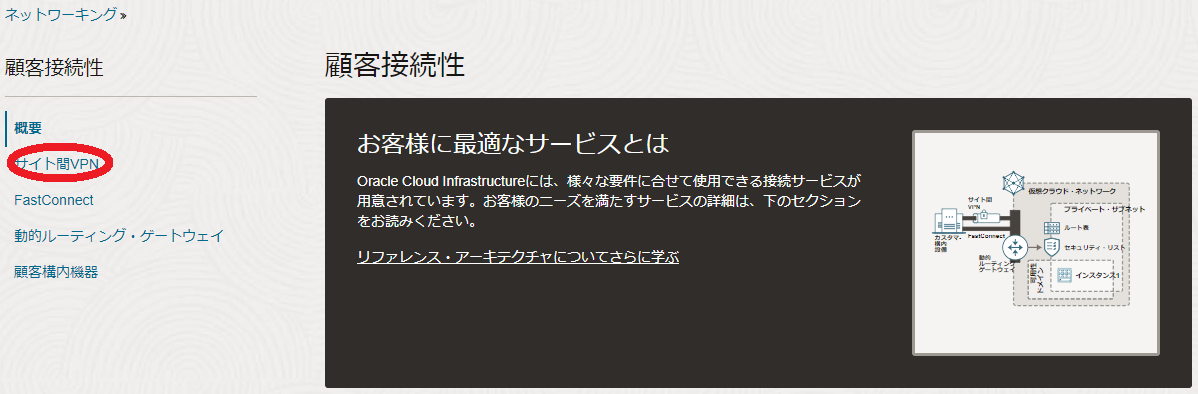 ネットワーキング »
顧客接続性
概要
サイト間VPN
FastConnect
動的ルーティング・ゲートウェイ
顧客構内機器
顧客接続性
お客様に最適なサービスとは
Oracle Cloud Infrastructureには、様々な要件に合せて使用できる接続サービスが
用意されています。お客様のニーズを満たすサービスの詳細は、下のセクション
をお読みください。
リファレンス・アーキテクチャについてさらに学ぶ
仮想クラウド・ネットワーク
サイト間
VPN
プライベート・サブネット
ルート表
カスタマ-
構内
設備
FastConnect
セキュリティ・リスト
動的
ルーティング
ゲートウェイ
可用性
ドメイン
インスタンス1